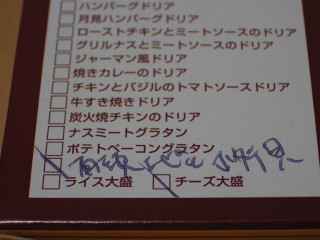 ハンバーグドリア
月見ハンバーグドリア
ローストチキンとミートソースのドリア
グリルナスとミートソースのドリア
ジャーマン風ドリア
焼きカレーのドリア
チキンとバジルのトマトソースドリア
牛すき焼きドリア
炭火焼チキンのドリア
ナスミートグラタン
ポテトベーコングラタン
ライス大盛 チーズ大盛